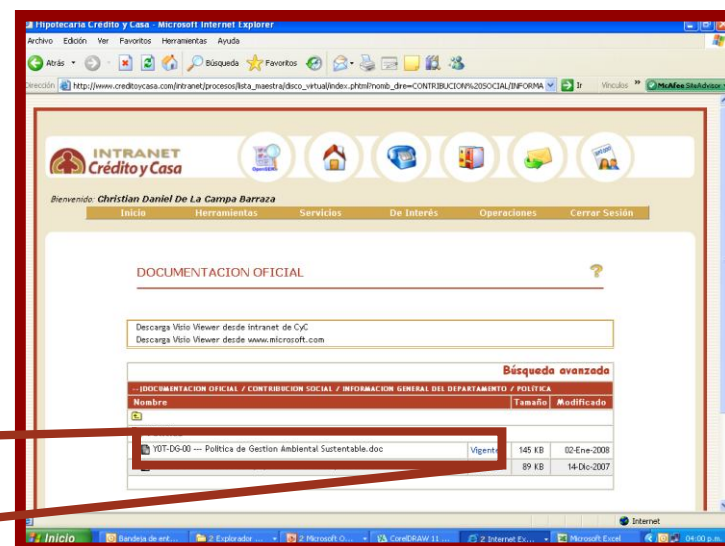 Hipotecaria Crédito y Casa - Microsoft Internet Explorer
Archivo Edición Ver Favoritos Herramientas Ayuda
Atrás Búsqueda Favoritos
Dirección http://www.creditoycasa.com/intranet/procesos/lista_maestra/disco_virtual/index.phtml?nomb_dire=CONTRIBUCION%20SOCIAL/INFORMA Ir Vínculos » McAfee SiteAdvisor
INTRANET
Crédito y Casa
OpenSIMG
Bienvenido: Christian Daniel De La Campa Barraza
Inicio Herramientas Servicios De Interés Operaciones Cerrar Sesión
DOCUMENTACION OFICIAL
?
Descarga Visio Viewer desde intranet de CyC
Descarga Visio Viewer desde www.microsoft.com
Búsqueda avanzada
--|DOCUMENTACION OFICIAL / CONTRIBUCION SOCIAL / INFORMACION GENERAL DEL DEPARTAMENTO / POLITICA
Nombre Tamaño Modificado
Y0T-DG-00 --- Politica de Gestion Ambiental Sustentable.doc Vigente 145 KB 02-Ene-2008
89 KB 14-Dic-2007
Internet
Inicio Bandeja de ent... 2 Explorador ... 2 Microsoft O... CorelDRAW 11 ... 2 Internet Ex... Microsoft Excel 04:00 p.m.